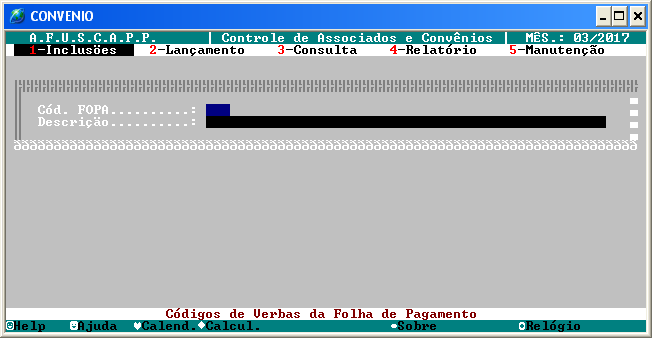 CONVENIO
A.F.U.S.C.A.P.P. | Controle de Associados e Convênios | MÊS.: 03/2017
1-Inclusões 2-Lançamento 3-Consulta 4-Relatório 5-Manutenção
Cód. FOPA..........:
Descrição..........:
Códigos de Verbas da Folha de Pagamento
Help Ajuda Calend. Calcul. Sobre Relógio